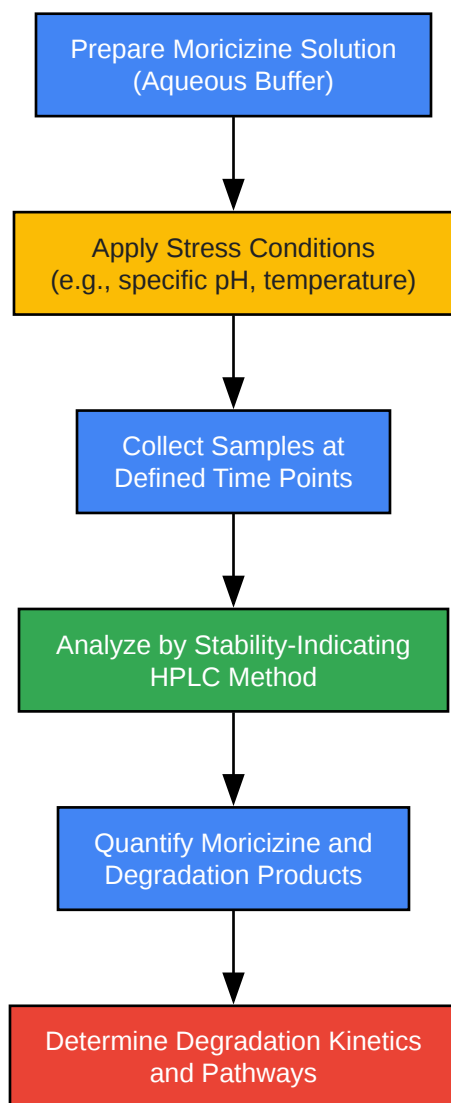 Prepare Moricizine Solution
(Aqueous Buffer)
Apply Stress Conditions
(e.g., specific pH, temperature)
Collect Samples at
Defined Time Points
Analyze by Stability-Indicating
HPLC Method
Quantify Moricizine and
Degradation Products
Determine Degradation Kinetics
and Pathways